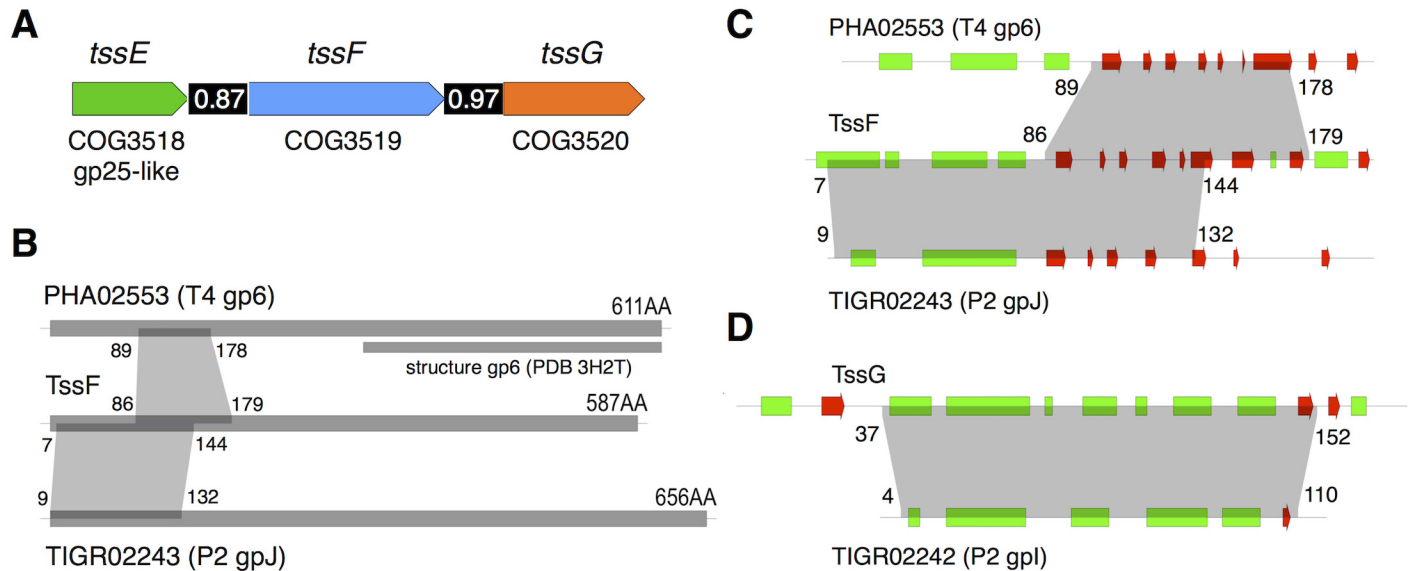 A
tssE tssF tssG
0.87 0.97
COG3518 COG3519 COG3520
gp25-like
B
PHA02553 (T4 gp6)
611AA
89 178
structure gp6 (PDB 3H2T)
TssF
86 179 587AA
7 144
9 132 656AA
TIGR02243 (P2 gpJ)
C
PHA02553 (T4 gp6)
89 178
TssF
86 179
7 144
9 132
TIGR02243 (P2 gpJ)
D
TssG
37 152
4 110
TIGR02242 (P2 gpI)